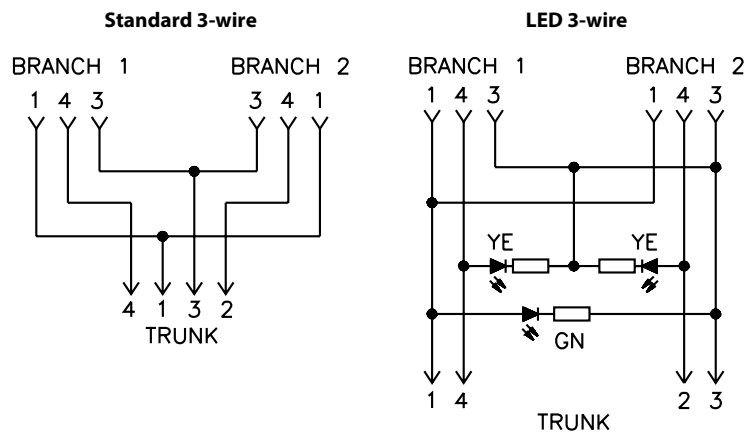 Standard 3-wire
BRANCH 1 BRANCH 2
1 4 3 3 4 1
4 1 3 2
TRUNK
LED 3-wire
BRANCH 1 BRANCH 2
1 4 3 1 4 3
YE YE
GN
1 4 2 3
TRUNK